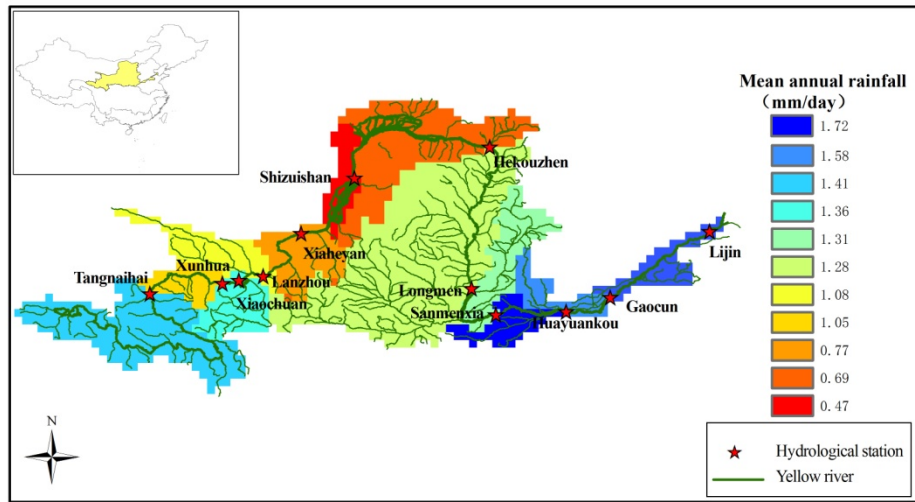 Mean annual rainfall
（mm/day）
1.72
1.58
1.41
1.36
1.31
1.28
1.08
1.05
0.77
0.69
0.47
Hekouzhen
Shizuishan
Lijin
Xiaheyan
Xunhua
Tangnaihai
Lanzhou
Xiaochuan
Longmen
Gaocun
Sanmenxia
Huayuankou
N
Hydrological station
Yellow river